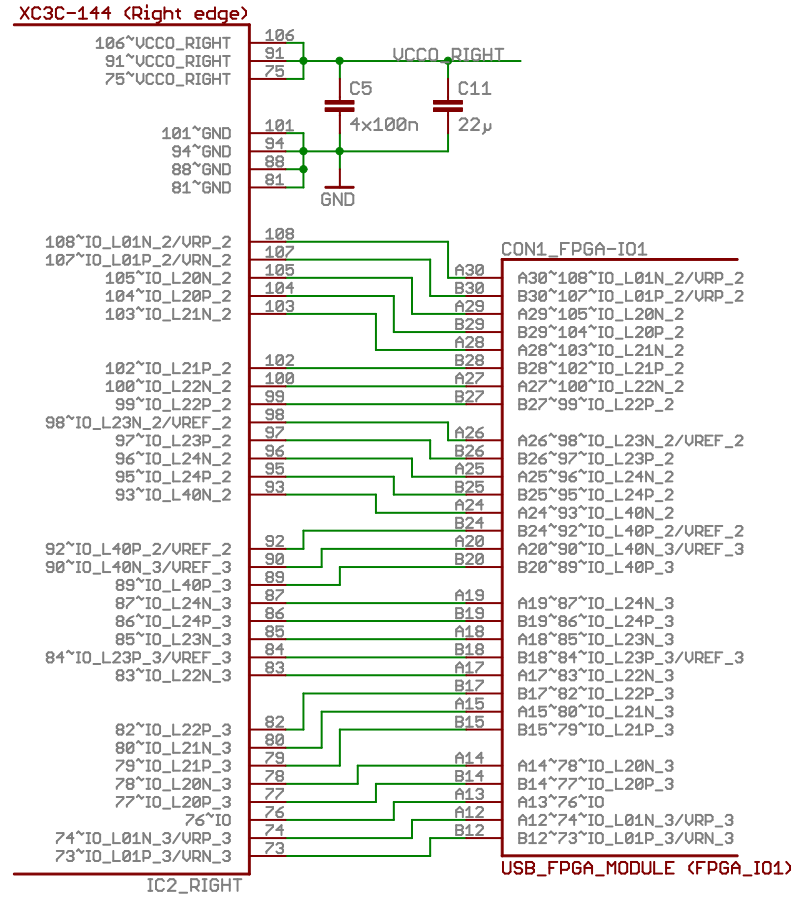 XC3C-144 (Right edge)
106~VCCO_RIGHT 106
91~VCCO_RIGHT 91 VCCO_RIGHT
75~VCCO_RIGHT 75
C5 C11
4x100n 22µ
101~GND 101
94~GND 94
88~GND 88
81~GND 81
GND
108~IO_L01N_2/VRP_2 108
CON1_FPGA-IO1
107~IO_L01P_2/VRN_2 107
105~IO_L20N_2 105 A30 A30~108~IO_L01N_2/VRP_2
104~IO_L20P_2 104 B30 B30~107~IO_L01P_2/VRP_2
103~IO_L21N_2 103 A29 A29~105~IO_L20N_2
B29 B29~104~IO_L20P_2
A28 A28~103~IO_L21N_2
102~IO_L21P_2 102 B28 B28~102~IO_L21P_2
100~IO_L22N_2 100 A27 A27~100~IO_L22N_2
99~IO_L22P_2 99 B27 B27~99~IO_L22P_2
98~IO_L23N_2/VREF_2 98
97~IO_L23P_2 97 A26 A26~98~IO_L23N_2/VREF_2
96~IO_L24N_2 96 B26 B26~97~IO_L23P_2
95~IO_L24P_2 95 A25 A25~96~IO_L24N_2
93~IO_L40N_2 93 B25 B25~95~IO_L24P_2
A24 A24~93~IO_L40N_2
B24 B24~92~IO_L40P_2/VREF_2
92~IO_L40P_2/VREF_2 92 A20 A20~90~IO_L40N_3/VREF_3
90~IO_L40N_3/VREF_3 90 B20 B20~89~IO_L40P_3
89~IO_L40P_3 89
87~IO_L24N_3 87 A19 A19~87~IO_L24N_3
86~IO_L24P_3 86 B19 B19~86~IO_L24P_3
85~IO_L23N_3 85 A18 A18~85~IO_L23N_3
84~IO_L23P_3/VREF_3 84 B18 B18~84~IO_L23P_3/VREF_3
83~IO_L22N_3 83 A17 A17~83~IO_L22N_3
B17 B17~82~IO_L22P_3
A15 A15~80~IO_L21N_3
82~IO_L22P_3 82 B15 B15~79~IO_L21P_3
80~IO_L21N_3 80
79~IO_L21P_3 79 A14 A14~78~IO_L20N_3
78~IO_L20N_3 78 B14 B14~77~IO_L20P_3
77~IO_L20P_3 77 A13 A13~76~IO
76~IO 76 A12 A12~74~IO_L01N_3/VRP_3
74~IO_L01N_3/VRP_3 74 B12 B12~73~IO_L01P_3/VRN_3
73~IO_L01P_3/VRN_3 73
USB_FPGA_MODULE (FPGA_IO1)
IC2_RIGHT